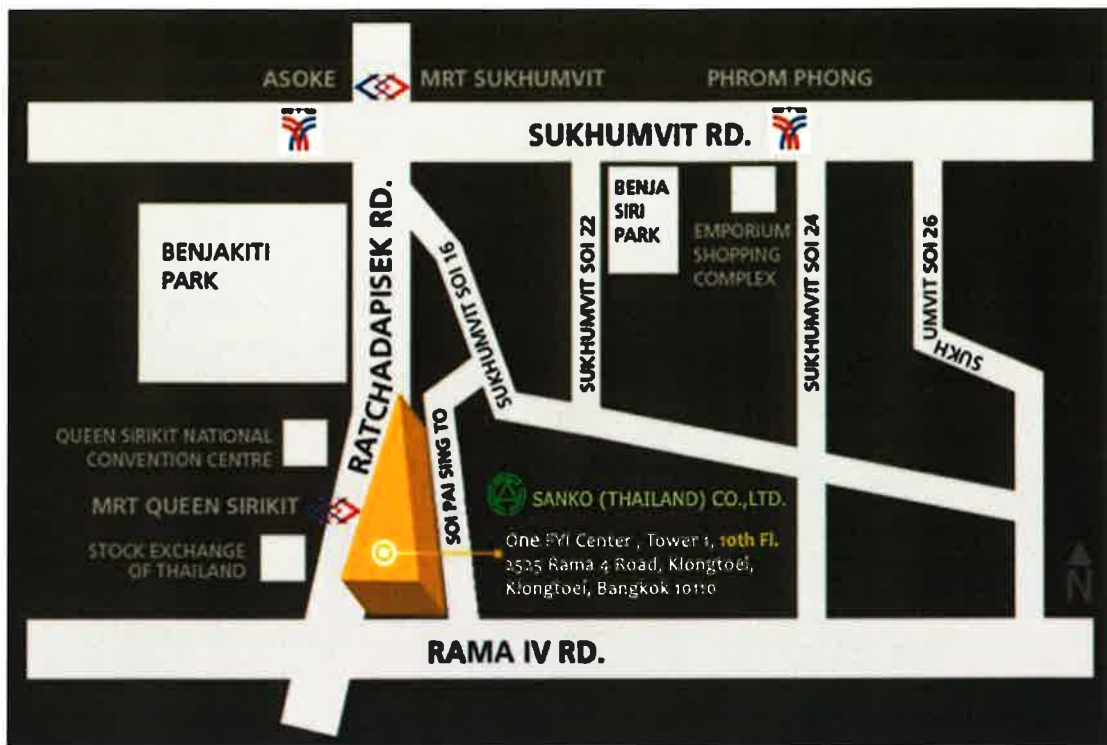 ASOKE
MRT SUKHUMVIT
PHROM PHONG
SUKHUMVIT RD.
BENJAKITI
PARK
RATCHADAPISEK RD.
SUKHUMVIT SOI 16
SUKHUMVIT SOI 22
BENJA
SIRI
PARK
EMPORIUM
SHOPPING
COMPLEX
SUKHUMVIT SOI 24
SUKH UMVIT SOI 26
QUEEN SIRIKIT NATIONAL
CONVENTION CENTRE
SOI PAI SING TO
MRT QUEEN SIRIKIT
STOCK EXCHANGE
OF THAILAND
SANKO (THAILAND) CO.,LTD.
One FYI Center , Tower 1, 10th Fl.
2525 Rama 4 Road, Klongtoei,
Klongtoei, Bangkok 10110
N
RAMA IV RD.